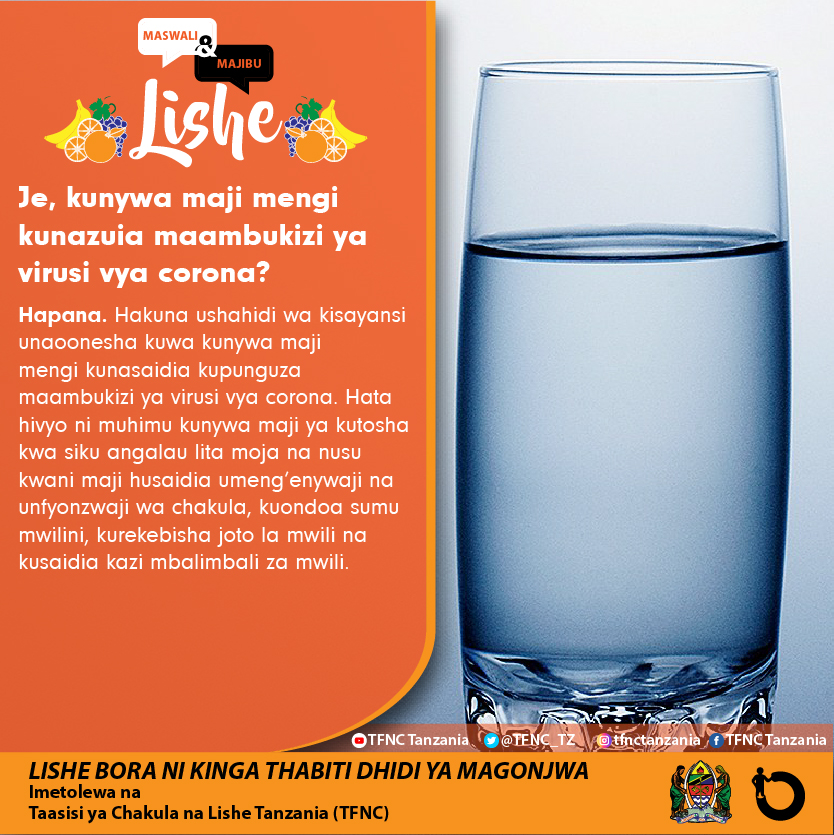 MASWALI
&
MAJIBU
Lishe
Je, kunywa maji mengi
kunazuia maambukizi ya
virusi vya corona?
Hapana. Hakuna ushahidi wa kisayansi
unaoonesha kuwa kunywa maji
mengi kunasaidia kupunguza
maambukizi ya virusi vya corona. Hata
hivyo ni muhimu kunywa maji ya kutosha
kwa siku angalau lita moja na nusu
kwani maji husaidia umeng’enywaji na
unfyonzwaji wa chakula, kuondoa sumu
mwilini, kurekebisha joto la mwili na
kusaidia kazi mbalimbali za mwili.
TFNC Tanzania @TFNC_TZ tfnctanzania TFNC Tanzania
LISHE BORA NI KINGA THABITI DHIDI YA MAGONJWA
Imetolewa na
Taasisi ya Chakula na Lishe Tanzania (TFNC)